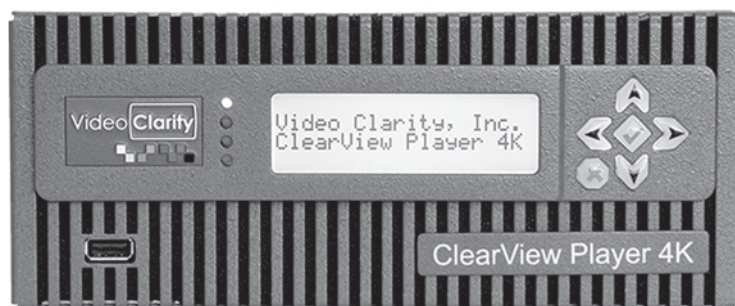 Video Clarity
Video Clarity, Inc.
ClearView Player 4K
ClearView Player 4K